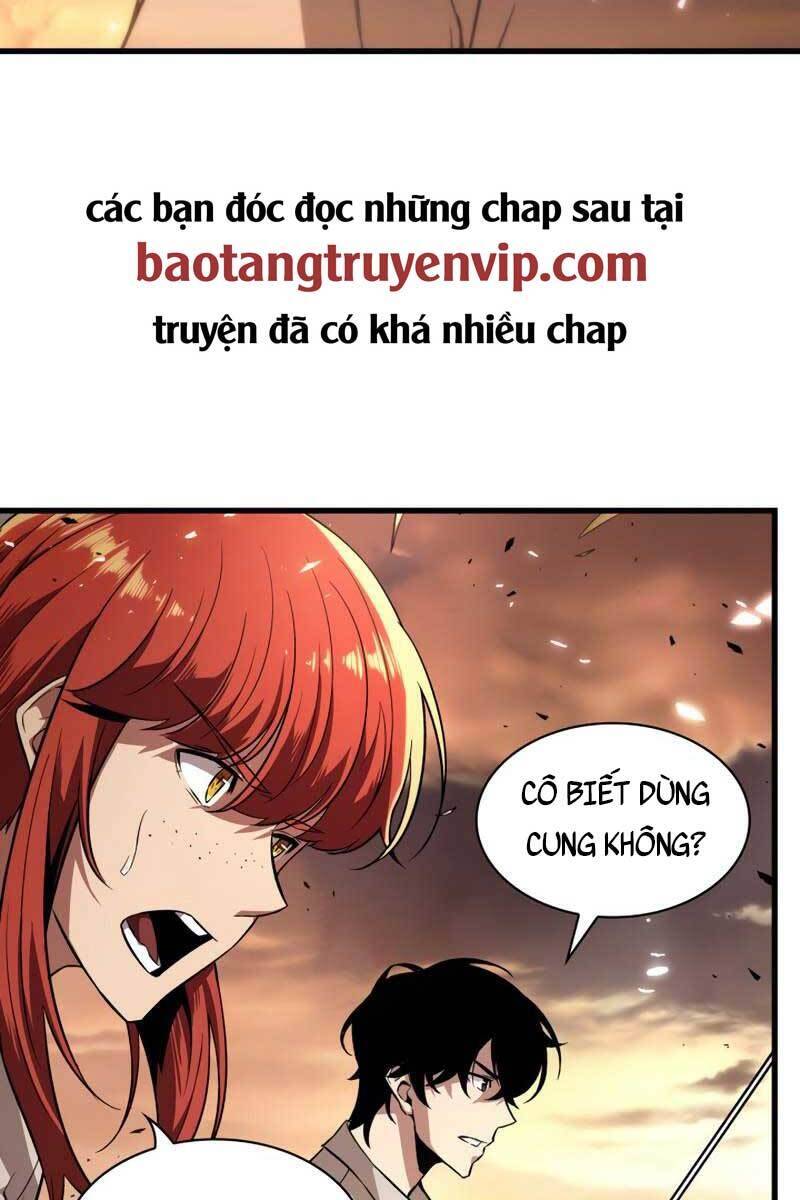 các bạn đóc đọc những chap sau tại
baotangtruyenvip.com
truyện đã có khá nhiều chap
CÔ BIẾT DÙNG
CUNG KHÔNG?